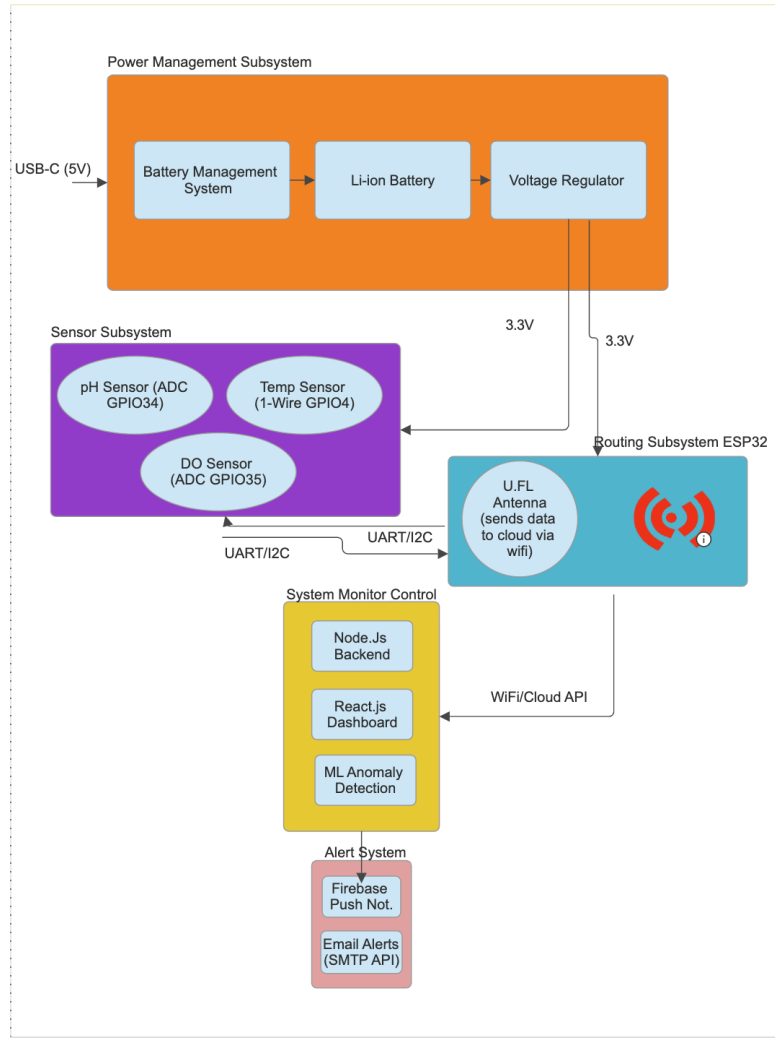 Power Management Subsystem
USB-C (5V)
Battery Management
System
Li-ion Battery
Voltage Regulator
3.3V
3.3V
Sensor Subsystem
pH Sensor (ADC
GPIO34)
Temp Sensor
(1-Wire GPIO4)
DO Sensor
(ADC GPIO35)
Routing Subsystem ESP32
U.FL
Antenna
(sends data
to cloud via
wifi)
i
UART/I2C
UART/I2C
System Monitor Control
Node.Js
Backend
React.js
Dashboard
ML Anomaly
Detection
WiFi/Cloud API
Alert System
Firebase
Push Not.
Email Alerts
(SMTP API)